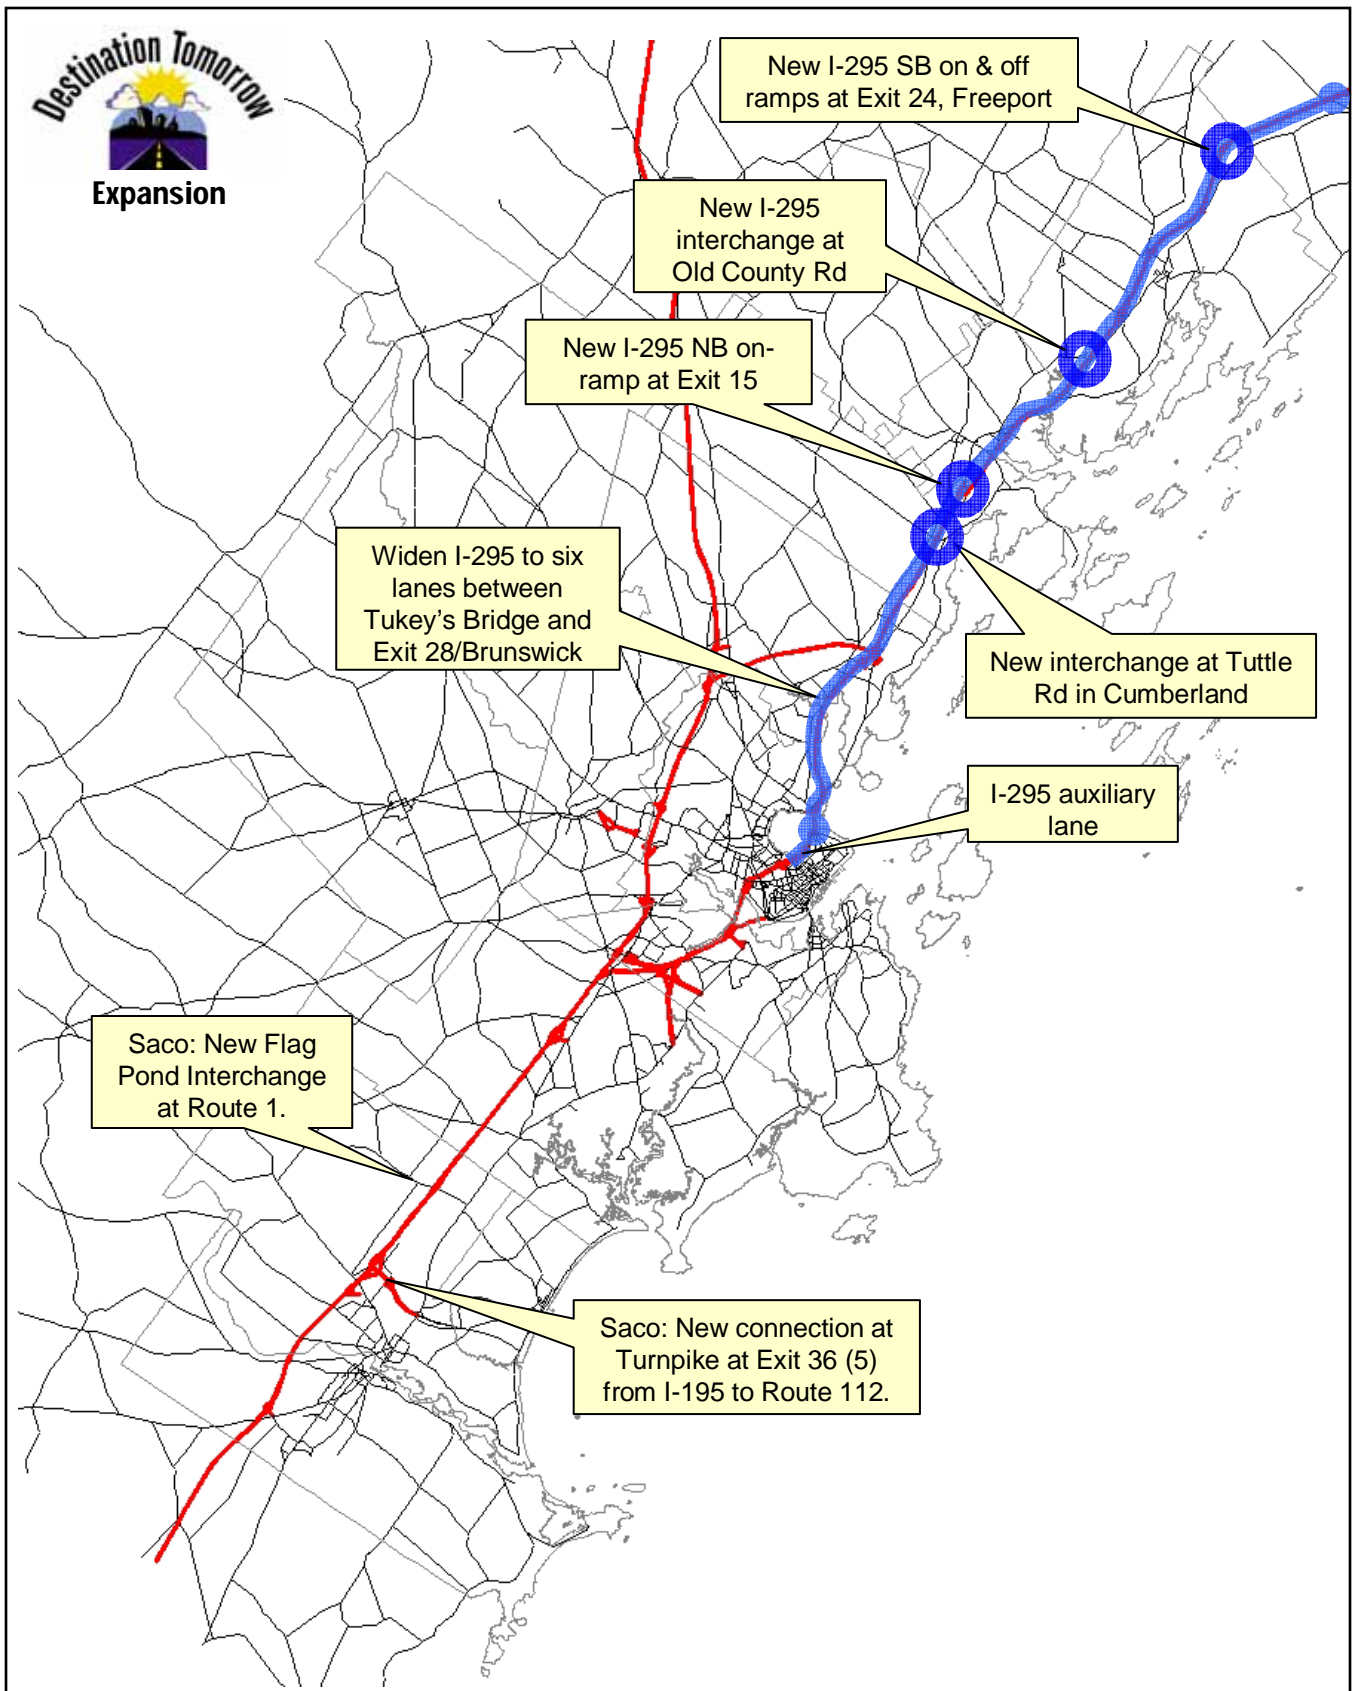 Destination Tomorrow
Expansion
New I-295 SB on & off
ramps at Exit 24, Freeport
New I-295
interchange at
Old County Rd
New I-295 NB on-
ramp at Exit 15
Widen I-295 to six
lanes between
Tukey’s Bridge and
Exit 28/Brunswick
New interchange at Tuttle
Rd in Cumberland
I-295 auxiliary
lane
Saco: New Flag
Pond Interchange
at Route 1.
Saco: New connection at
Turnpike at Exit 36 (5)
from I-195 to Route 112.